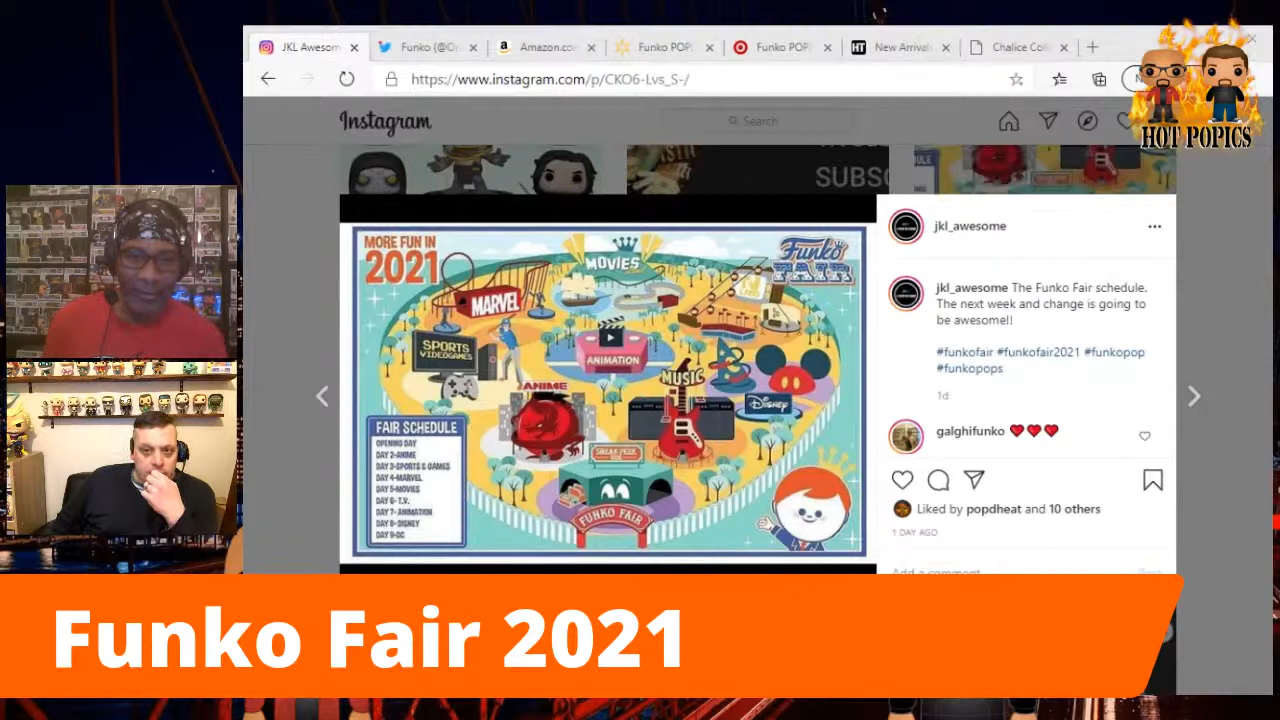 JKL Awesom
Funko (@Or
Amazon.co
Funko POP
Funko POP
HT New Arrival
Chalice Coll
https://www.instagram.com/p/CKO6-Lvs_S-/
HOT POPICS
Instagram
Search
SUBSC
MORE FUN IN
2021
MOVIES
Funko
FAIR
MARVEL
SPORTS
VIDEOGAMES
ANIMATION
ANIME
MUSIC
Disney
SNEAK PEEK
FUNKO FAIR
FAIR SCHEDULE
OPENING DAY
DAY 2-ANIME
DAY 3-SPORTS & GAMES
DAY 4-MARVEL
DAY 5-MOVIES
DAY 6- T.V.
DAY 7- ANIMATION
DAY 8- DISNEY
DAY 9-DC
jkl_awesome
jkl_awesome The Funko Fair schedule.
The next week and change is going to
be awesome!!
#funkofair #funkofair2021 #funkopop
#funkopops
1d
galghifunko
Liked by popdheat and 10 others
1 DAY AGO
Add a comment
Funko Fair 2021